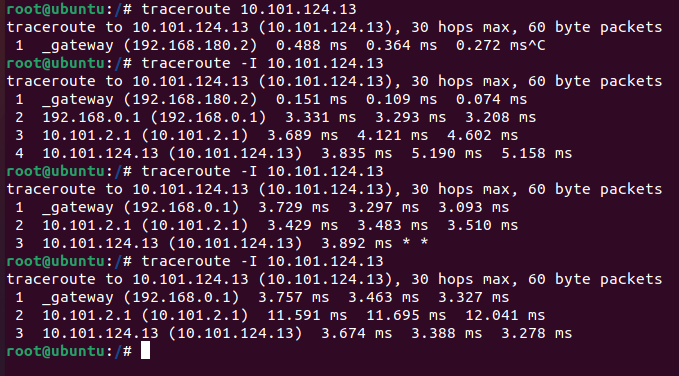 root@ubuntu:/# traceroute 10.101.124.13
traceroute to 10.101.124.13 (10.101.124.13), 30 hops max, 60 byte packets
 1  _gateway (192.168.180.2)  0.488 ms  0.364 ms  0.272 ms^C
root@ubuntu:/# traceroute -I 10.101.124.13
traceroute to 10.101.124.13 (10.101.124.13), 30 hops max, 60 byte packets
 1  _gateway (192.168.180.2)  0.151 ms  0.109 ms  0.074 ms
 2  192.168.0.1 (192.168.0.1)  3.331 ms  3.293 ms  3.208 ms
 3  10.101.2.1 (10.101.2.1)  3.689 ms  4.121 ms  4.602 ms
 4  10.101.124.13 (10.101.124.13)  3.835 ms  5.190 ms  5.158 ms
root@ubuntu:/# traceroute -I 10.101.124.13
traceroute to 10.101.124.13 (10.101.124.13), 30 hops max, 60 byte packets
 1  _gateway (192.168.0.1)  3.729 ms  3.297 ms  3.093 ms
 2  10.101.2.1 (10.101.2.1)  3.429 ms  3.483 ms  3.510 ms
 3  10.101.124.13 (10.101.124.13)  3.892 ms * *
root@ubuntu:/# traceroute -I 10.101.124.13
traceroute to 10.101.124.13 (10.101.124.13), 30 hops max, 60 byte packets
 1  _gateway (192.168.0.1)  3.757 ms  3.463 ms  3.327 ms
 2  10.101.2.1 (10.101.2.1)  11.591 ms  11.695 ms  12.041 ms
 3  10.101.124.13 (10.101.124.13)  3.674 ms  3.388 ms  3.278 ms
root@ubuntu:/#